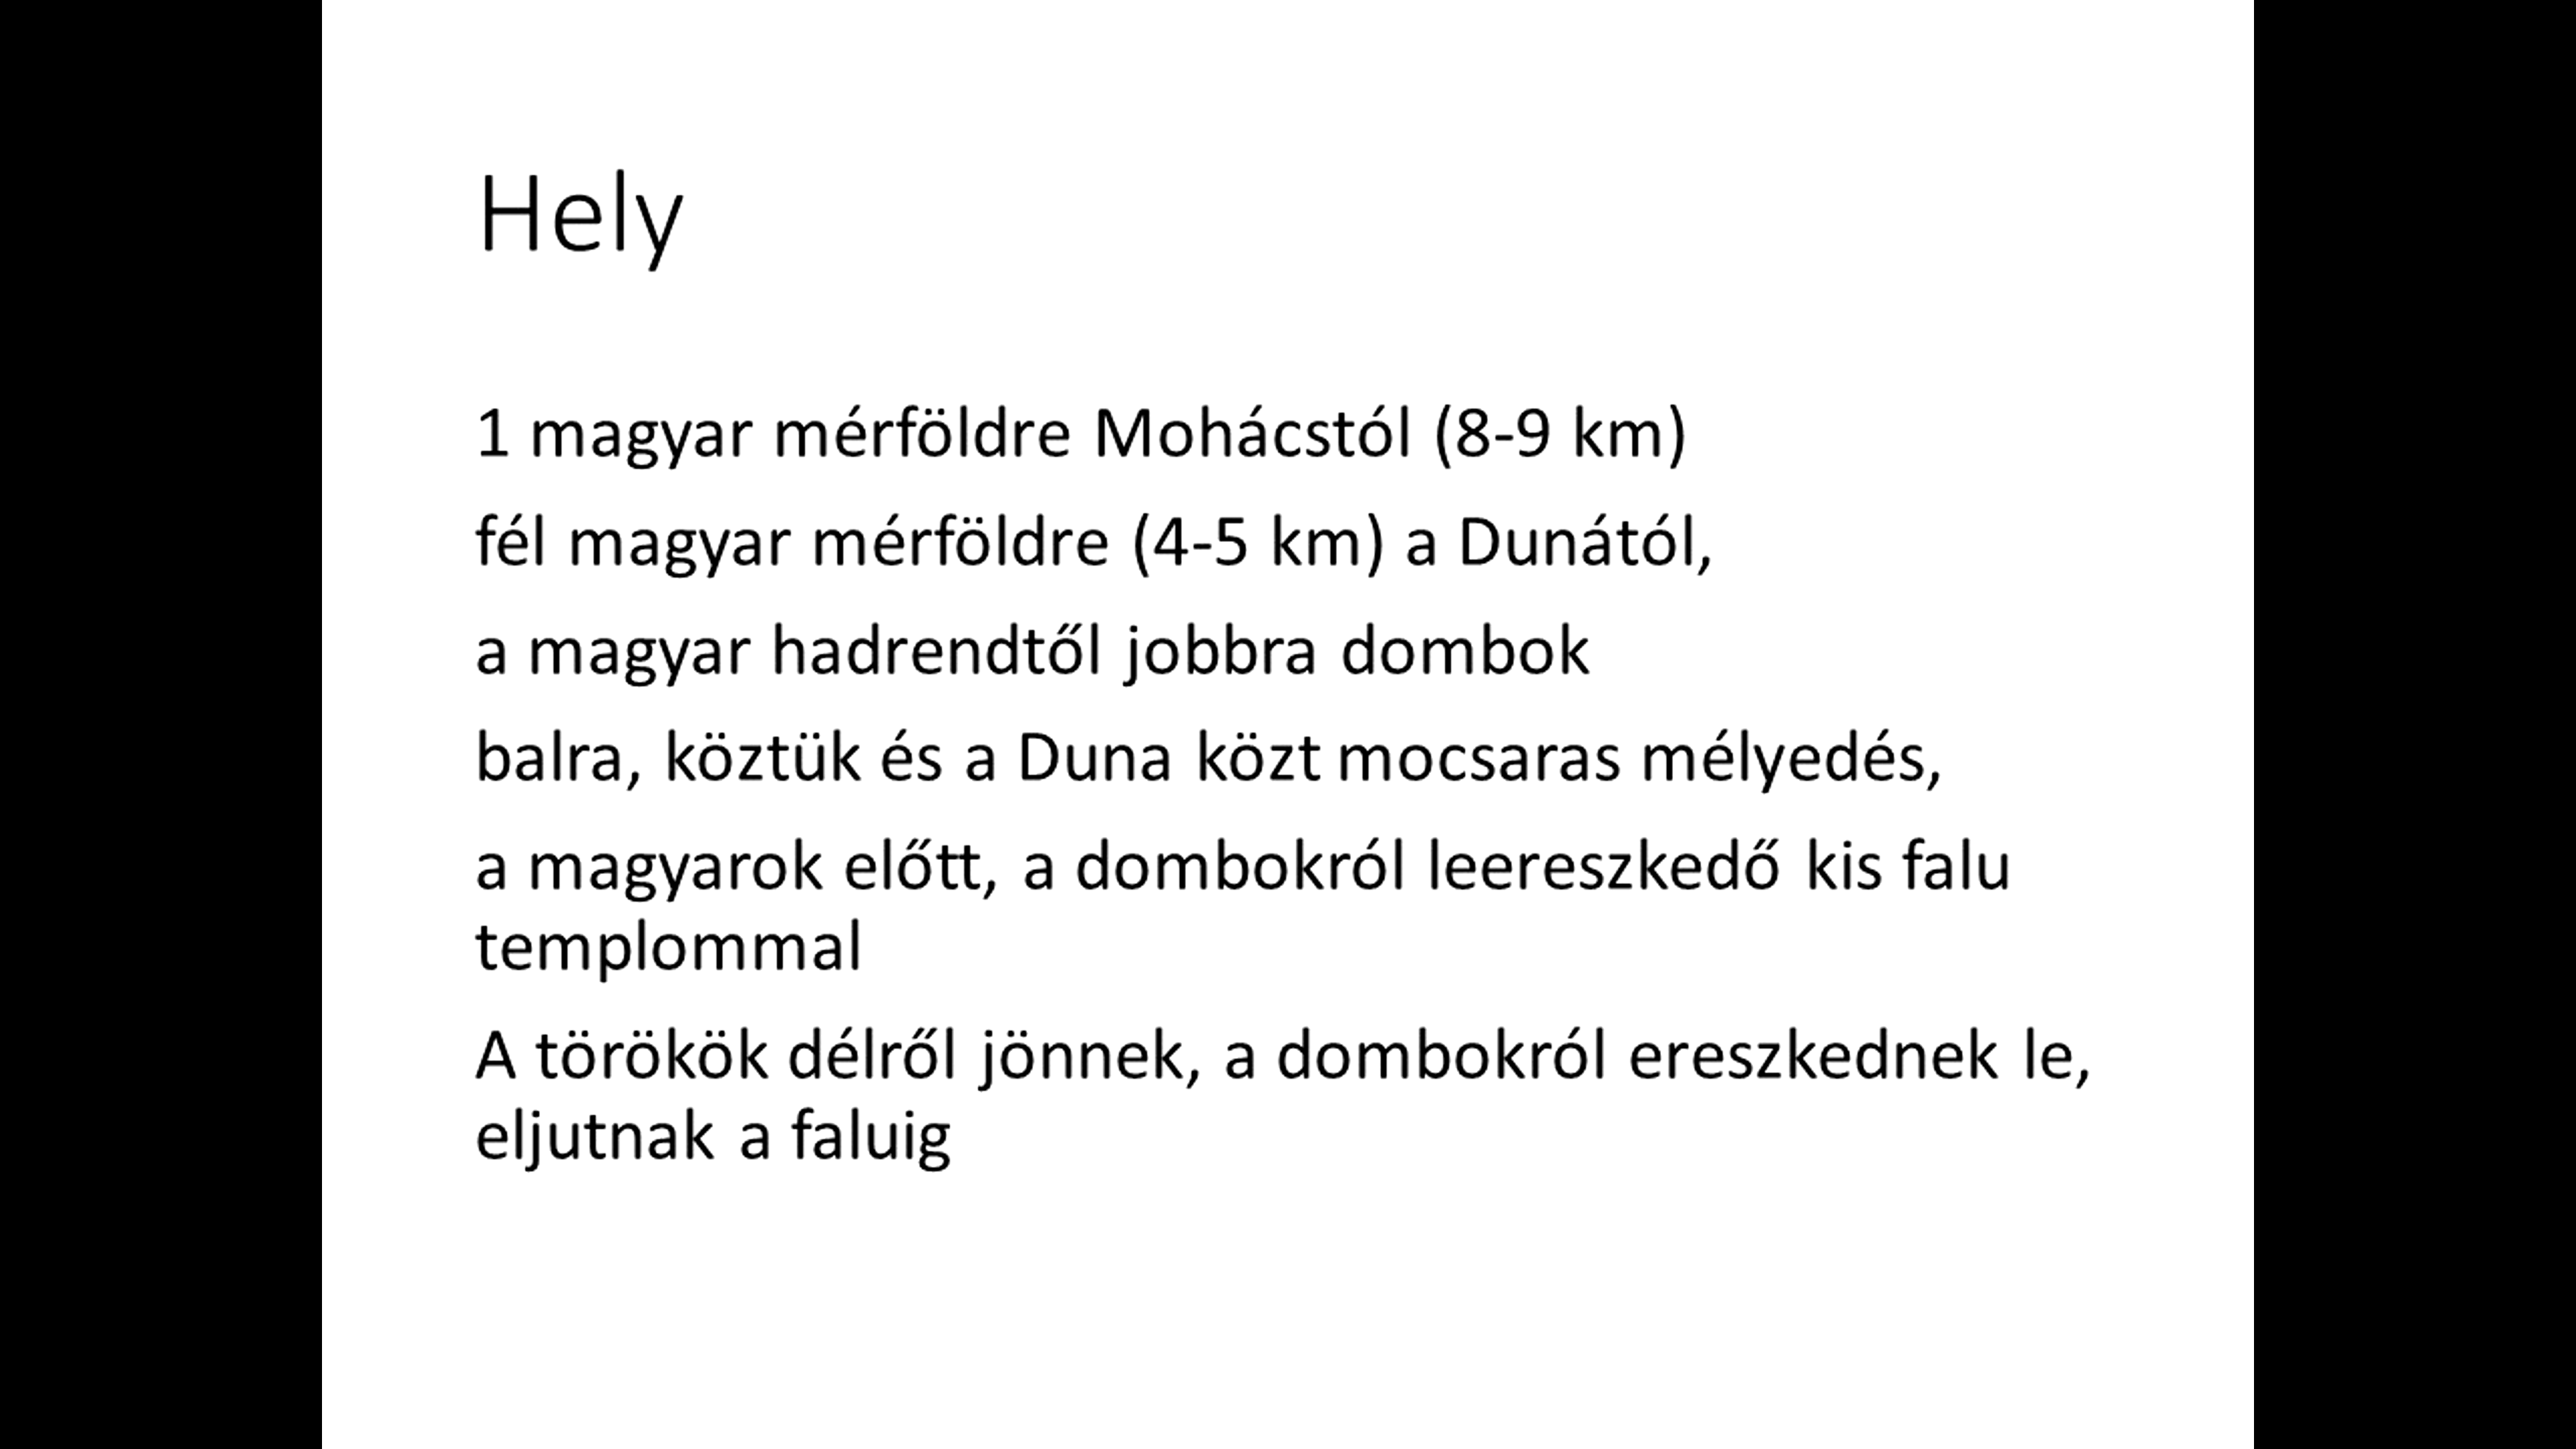 Hely
1 magyar mérföldre Mohácstól (8-9 km)
fél magyar mérföldre (4-5 km) a Dunától,
a magyar hadrendtől jobbra dombok
balra, köztük és a Duna közt mocsaras mélyedés,
a magyarok előtt, a dombokról leereszkedő kis falu
templommal
A törökök délről jönnek, a dombokról ereszkednek le,
eljutnak a faluig